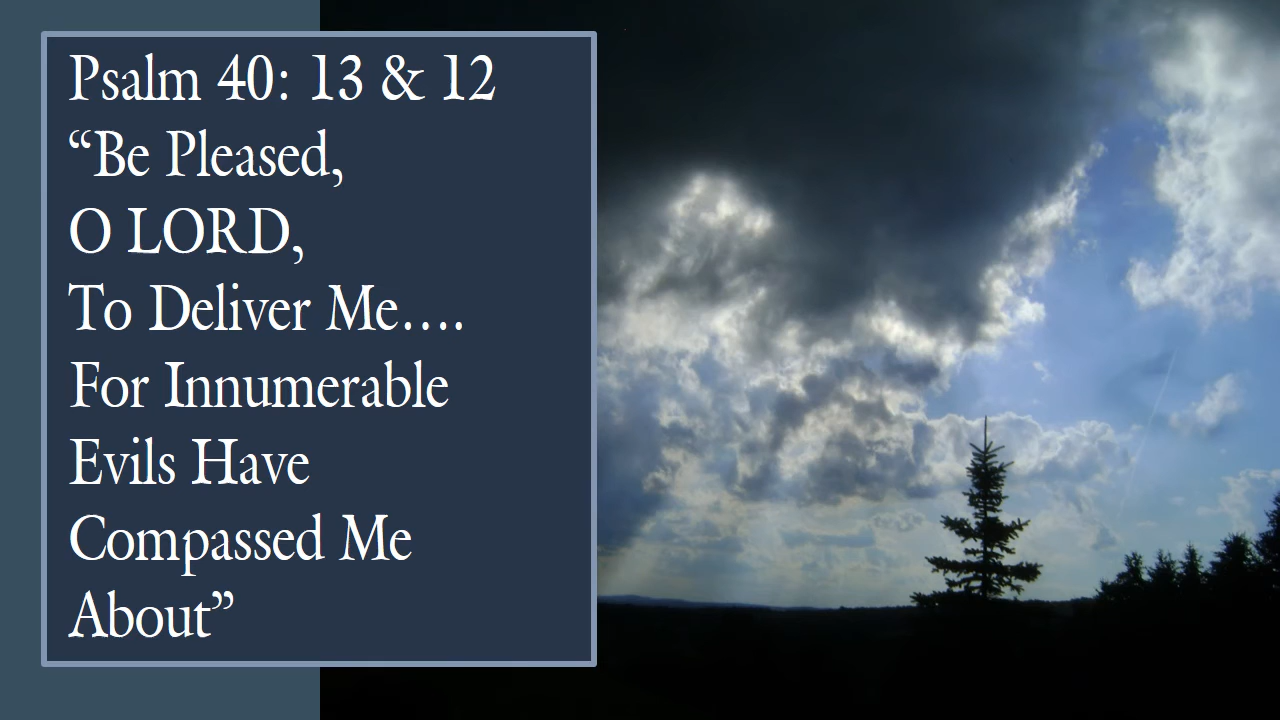 Psalm 40: 13 & 12
“Be Pleased,
O LORD,
To Deliver Me….
For Innumerable
Evils Have
Compassed Me
About”